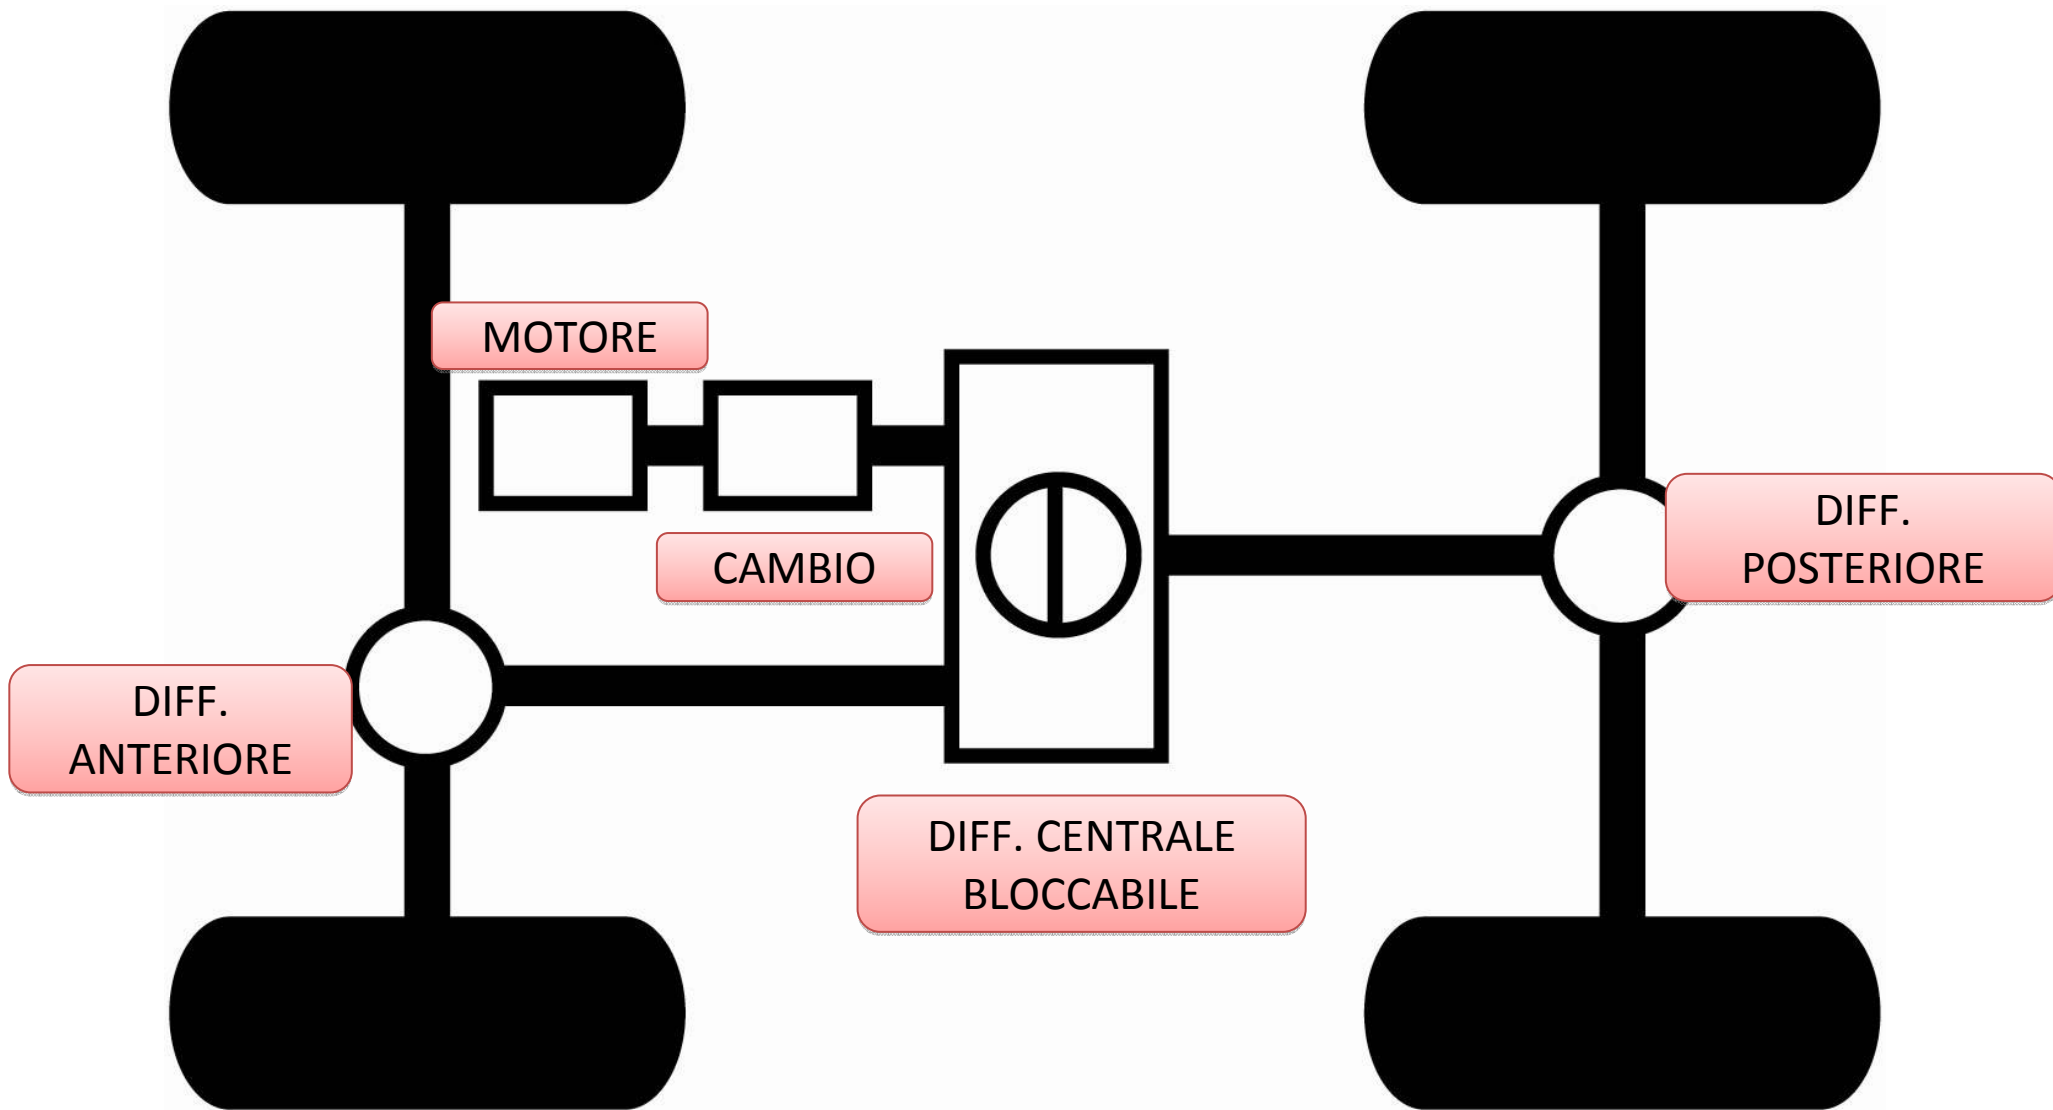 MOTORE
CAMBIO
DIFF.
POSTERIORE
DIFF.
ANTERIORE
DIFF. CENTRALE
BLOCCABILE